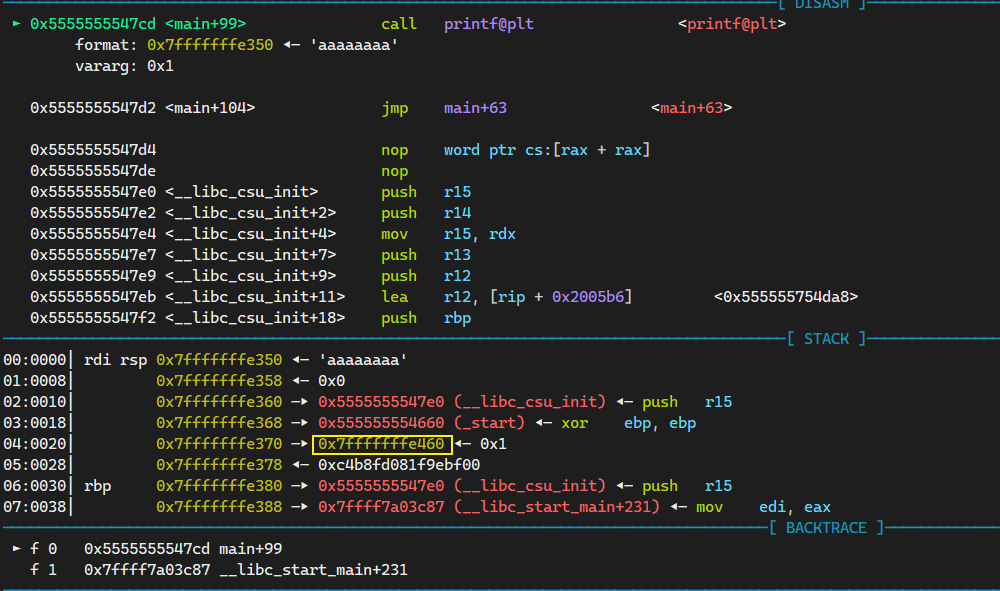 [ DISASM ]
► 0x5555555547cd <main+99> call printf@plt <printf@plt>
format: 0x7fffffffe350 ◂— 'aaaaaaaa'
vararg: 0x1
0x5555555547d2 <main+104> jmp main+63 <main+63>
0x5555555547d4 nop word ptr cs:[rax + rax]
0x5555555547de nop
0x5555555547e0 <__libc_csu_init> push r15
0x5555555547e2 <__libc_csu_init+2> push r14
0x5555555547e4 <__libc_csu_init+4> mov r15, rdx
0x5555555547e7 <__libc_csu_init+7> push r13
0x5555555547e9 <__libc_csu_init+9> push r12
0x5555555547eb <__libc_csu_init+11> lea r12, [rip + 0x2005b6] <0x555555754da8>
0x5555555547f2 <__libc_csu_init+18> push rbp
[ STACK ]
00:0000│ rdi rsp 0x7fffffffe350 ◂— 'aaaaaaaa'
01:0008│ 0x7fffffffe358 ◂— 0x0
02:0010│ 0x7fffffffe360 —▸ 0x5555555547e0 (__libc_csu_init) ◂— push r15
03:0018│ 0x7fffffffe368 —▸ 0x555555554660 (_start) ◂— xor ebp, ebp
04:0020│ 0x7fffffffe370 —▸ 0x7fffffffe460 ◂— 0x1
05:0028│ 0x7fffffffe378 ◂— 0xc4b8fd081f9ebf00
06:0030│ rbp 0x7fffffffe380 —▸ 0x5555555547e0 (__libc_csu_init) ◂— push r15
07:0038│ 0x7fffffffe388 —▸ 0x7ffff7a03c87 (__libc_start_main+231) ◂— mov edi, eax
[ BACKTRACE ]
► f 0 0x5555555547cd main+99
f 1 0x7ffff7a03c87 __libc_start_main+231